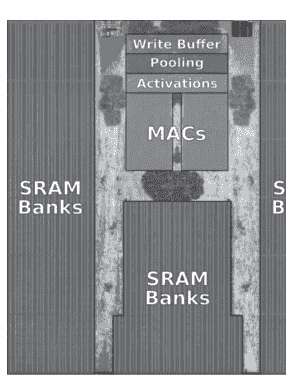 Write Buffer
Pooling
Activations
MACs
SRAM
Banks
S
B
SRAM
Banks